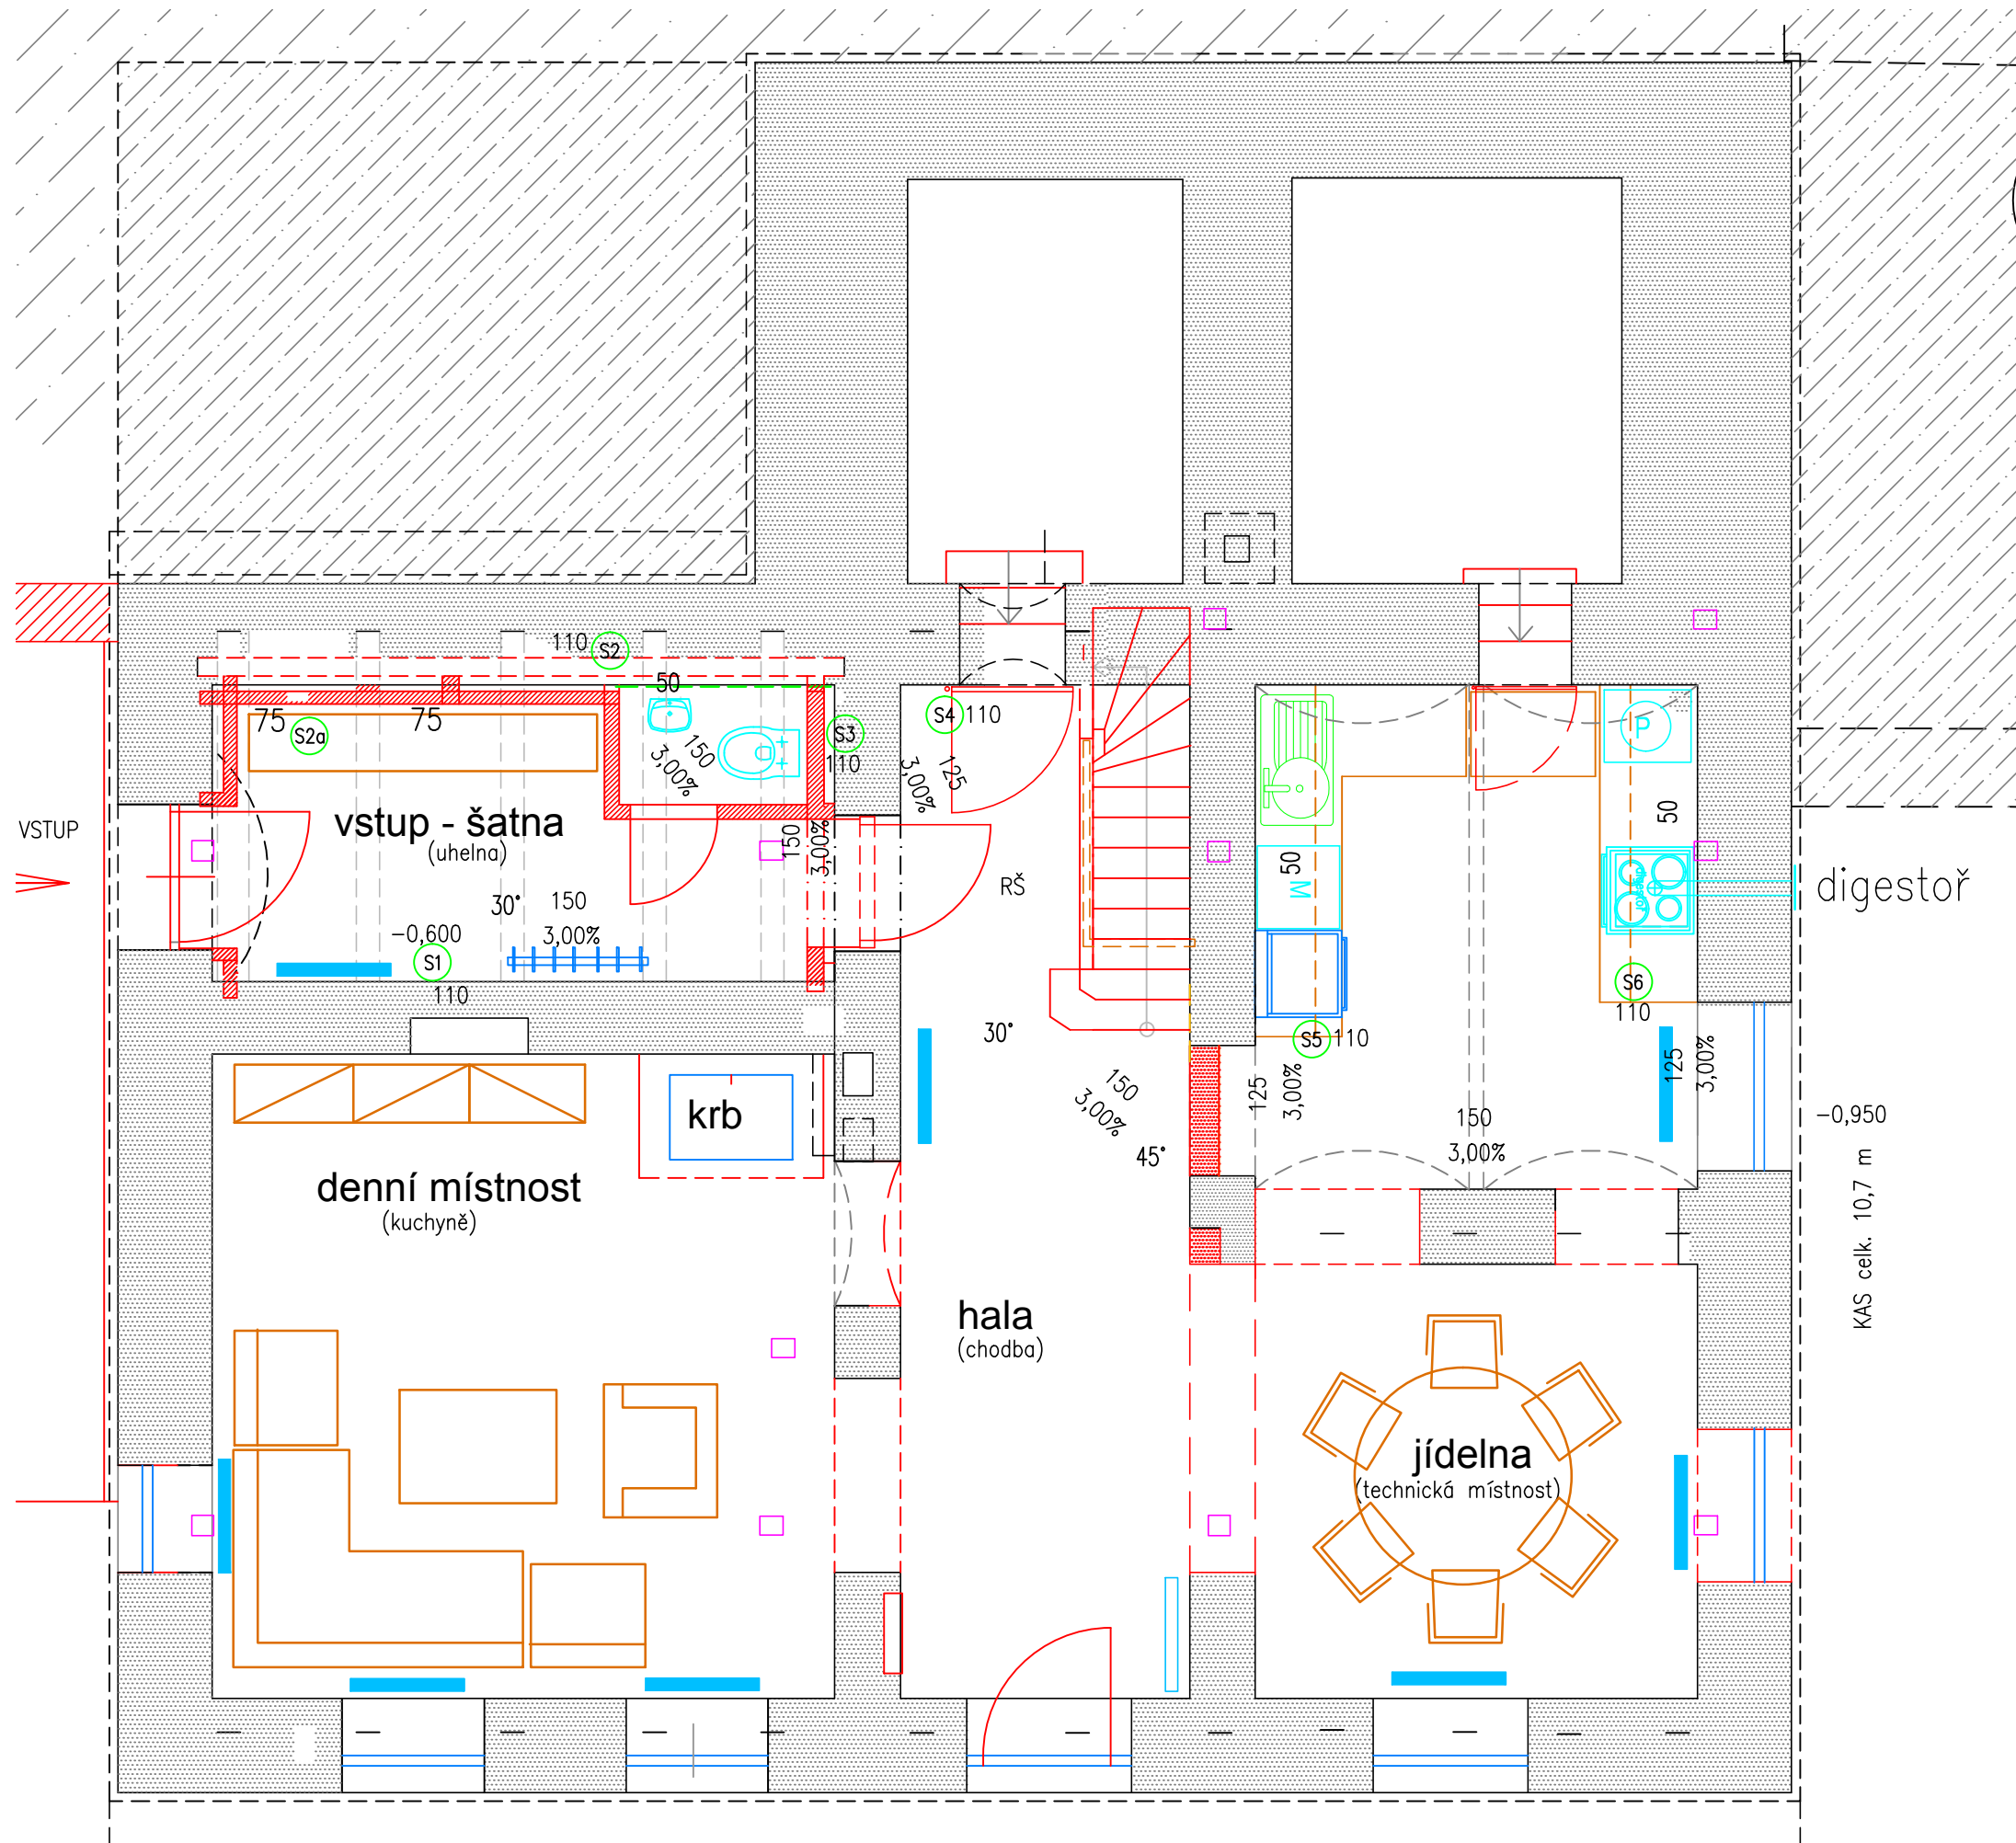 110
S2
50
75
75
S2a
150
3,00%
S3
110
S4
110
125
3,00%
P
50
VSTUP
vstup - šatna
(uhelna)
150
3,00%
RŠ
50
M
digestoř
digestoř
30°
150
3,00%
-0,600
S1
110
S6
110
30°
S5
110
125
3,00%
125
3,00%
150
3,00%
45°
150
3,00%
-0,950
KAS celk. 10,7 m
krb
denní místnost
(kuchyně)
hala
(chodba)
jídelna
(technická místnost)